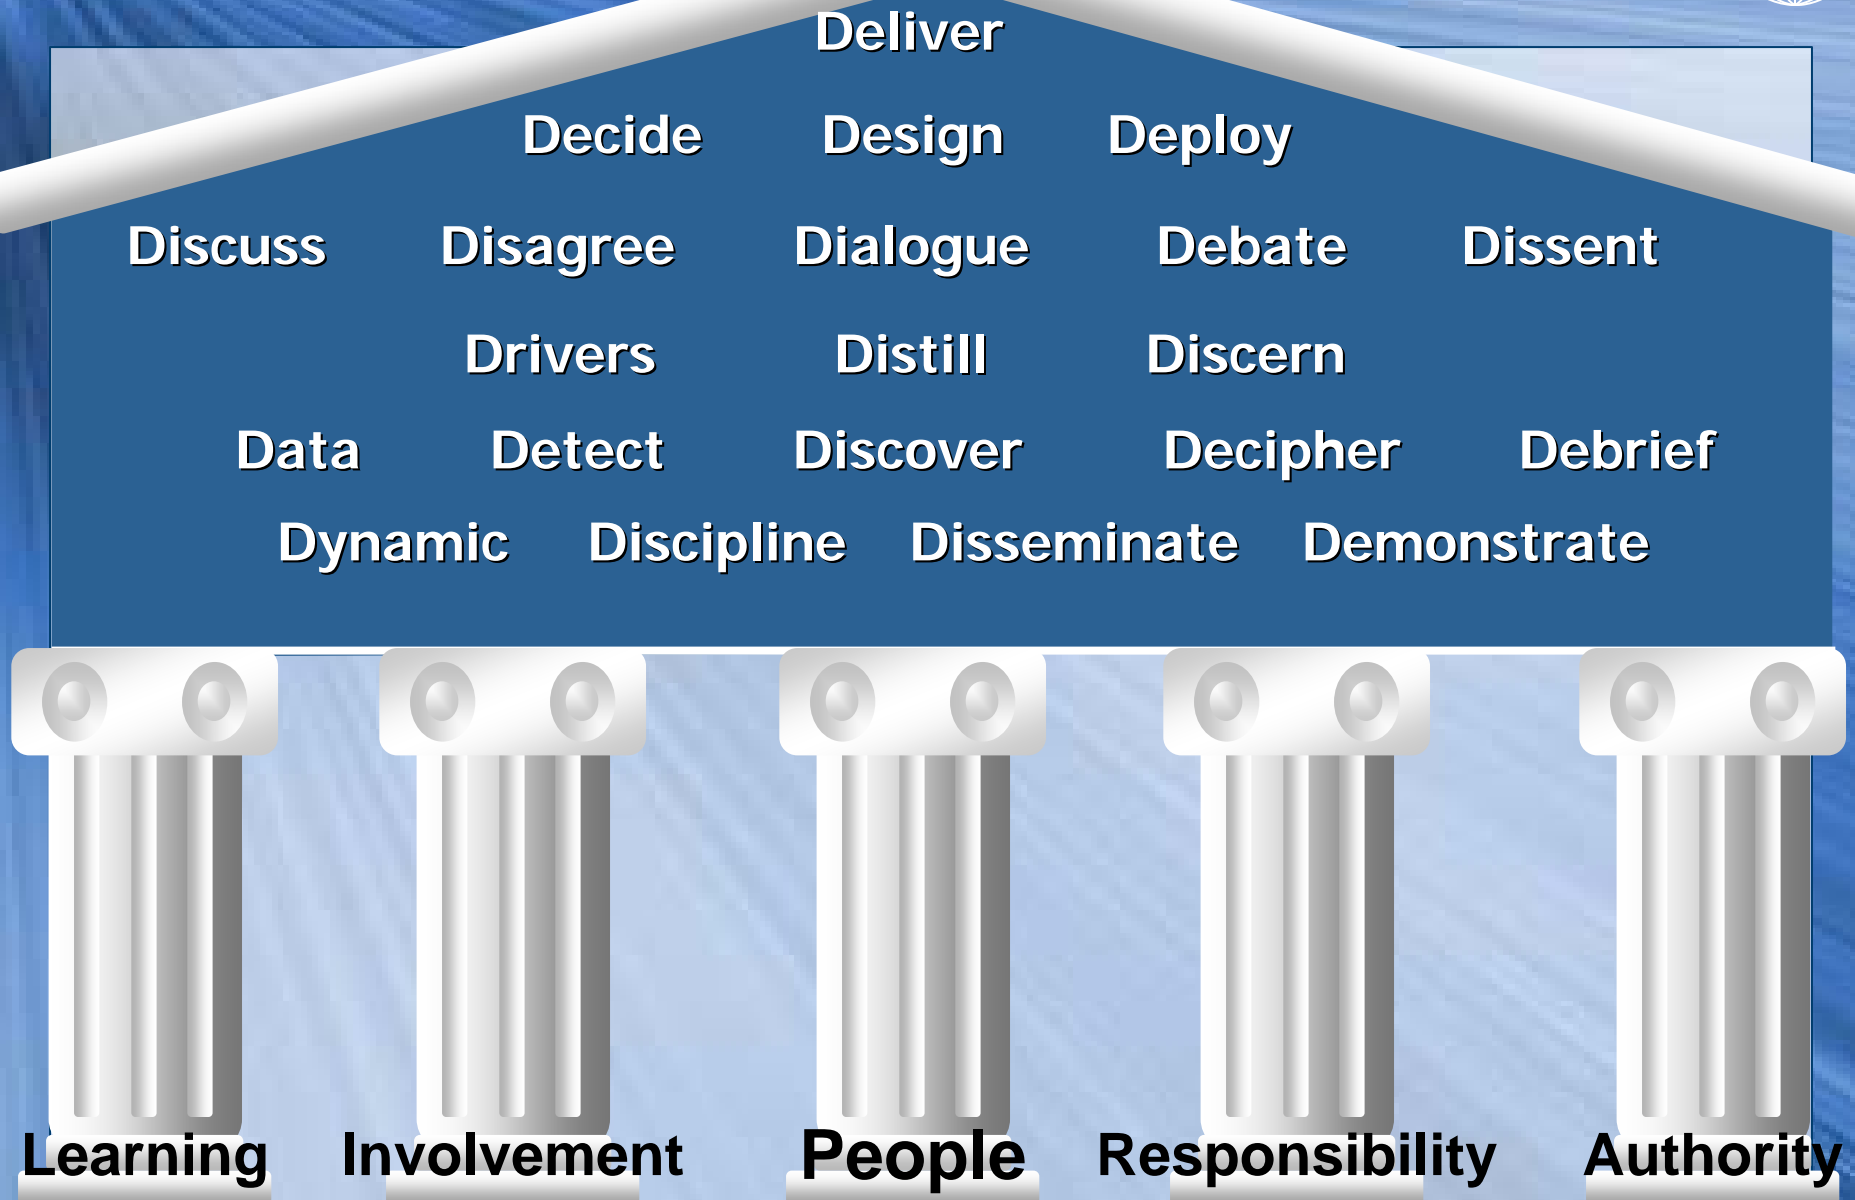 Deliver
Decide Design Deploy
Discuss Disagree Dialogue Debate Dissent
Drivers Distill Discern
Data Detect Discover Decipher Debrief
Dynamic Discipline Disseminate Demonstrate
Learning Involvement People Responsibility Authority